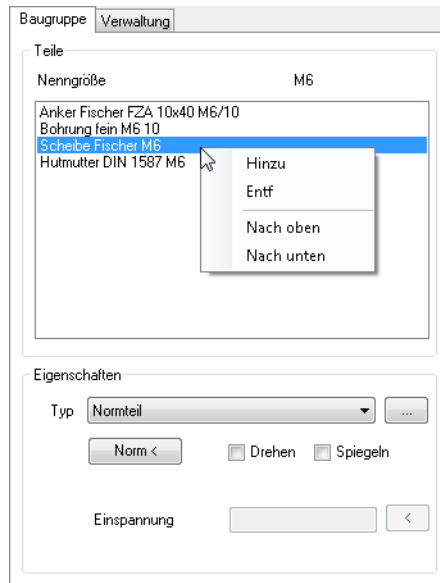 Baugruppe Verwaltung
Teile
Nenngröße M6
Anker Fischer FZA 10x40 M6/10
Bohrung fein M6 10
Scheibe Fischer M6
Hutmutter DIN 1587 M6
Hinzu
Entf
Nach oben
Nach unten
Eigenschaften
Typ Normteil ...
Norm < Drehen Spiegeln
Einspannung <